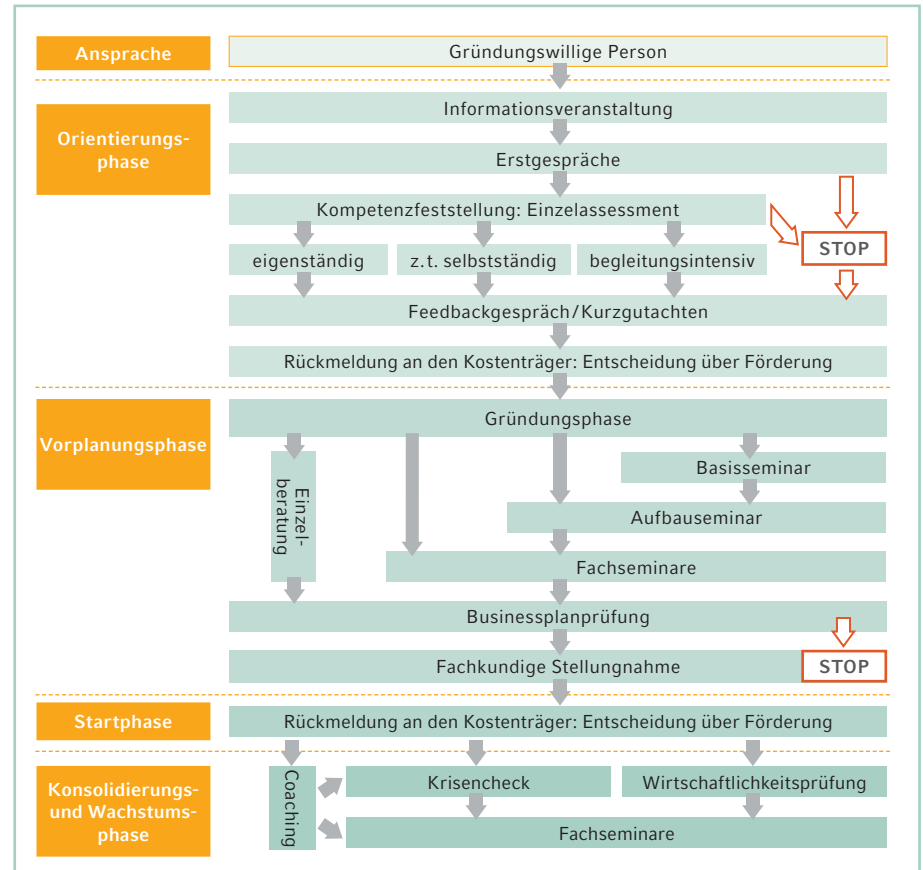 Ansprache
Gründungswillige Person
Orientierungs-
phase
Informationsveranstaltung
Erstgespräche
Kompetenzfeststellung: Einzelassessment
STOP
eigenständig
z.t. selbstständig
begleitungsintensiv
Feedbackgespräch/Kurzgutachten
Rückmeldung an den Kostenträger: Entscheidung über Förderung
Vorplanungsphase
Gründungsphase
Einzel-
beratung
Basisseminar
Aufbauseminar
Fachseminare
Businessplanprüfung
Fachkundige Stellungnahme
STOP
Startphase
Rückmeldung an den Kostenträger: Entscheidung über Förderung
Konsolidierungs-
und Wachstums-
phase
Coaching
Krisencheck
Wirtschaftlichkeitsprüfung
Fachseminare